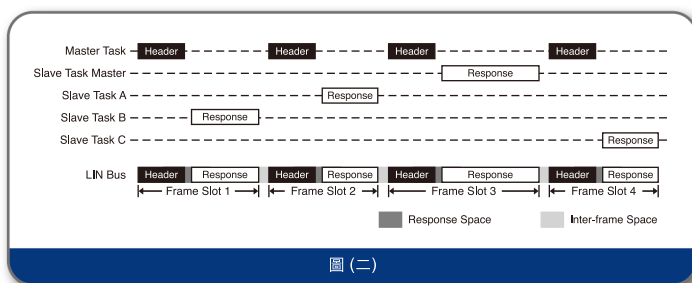 Master Task Header Header Header Header
Slave Task Master Response
Slave Task A Response
Slave Task B Response
Slave Task C Response
LIN Bus Header Response Header Response Header Response Header Response
Frame Slot 1 Frame Slot 2 Frame Slot 3 Frame Slot 4
Response Space Inter-frame Space
圖 (二)